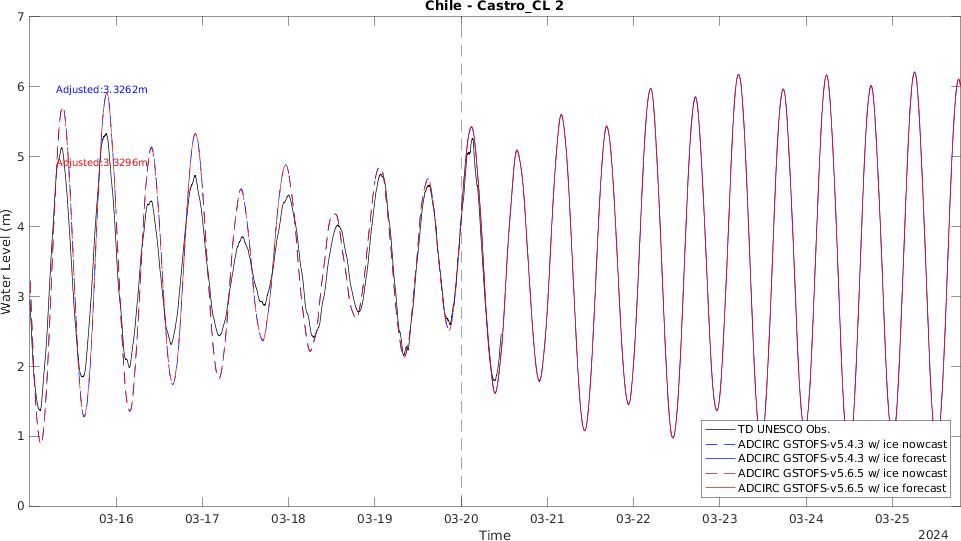 Chile - Castro_CL 2
Water Level (m)
7
6
5
4
3
2
1
0
Adjusted:3.3262m
Adjusted:3.3296m
TD UNESCO Obs.
ADCIRC GSTOFS-v5.4.3 w/ ice nowcast
ADCIRC GSTOFS-v5.4.3 w/ ice forecast
ADCIRC GSTOFS-v5.6.5 w/ ice nowcast
ADCIRC GSTOFS-v5.6.5 w/ ice forecast
03-16 03-17 03-18 03-19 03-20 03-21 03-22 03-23 03-24 03-25
Time
2024